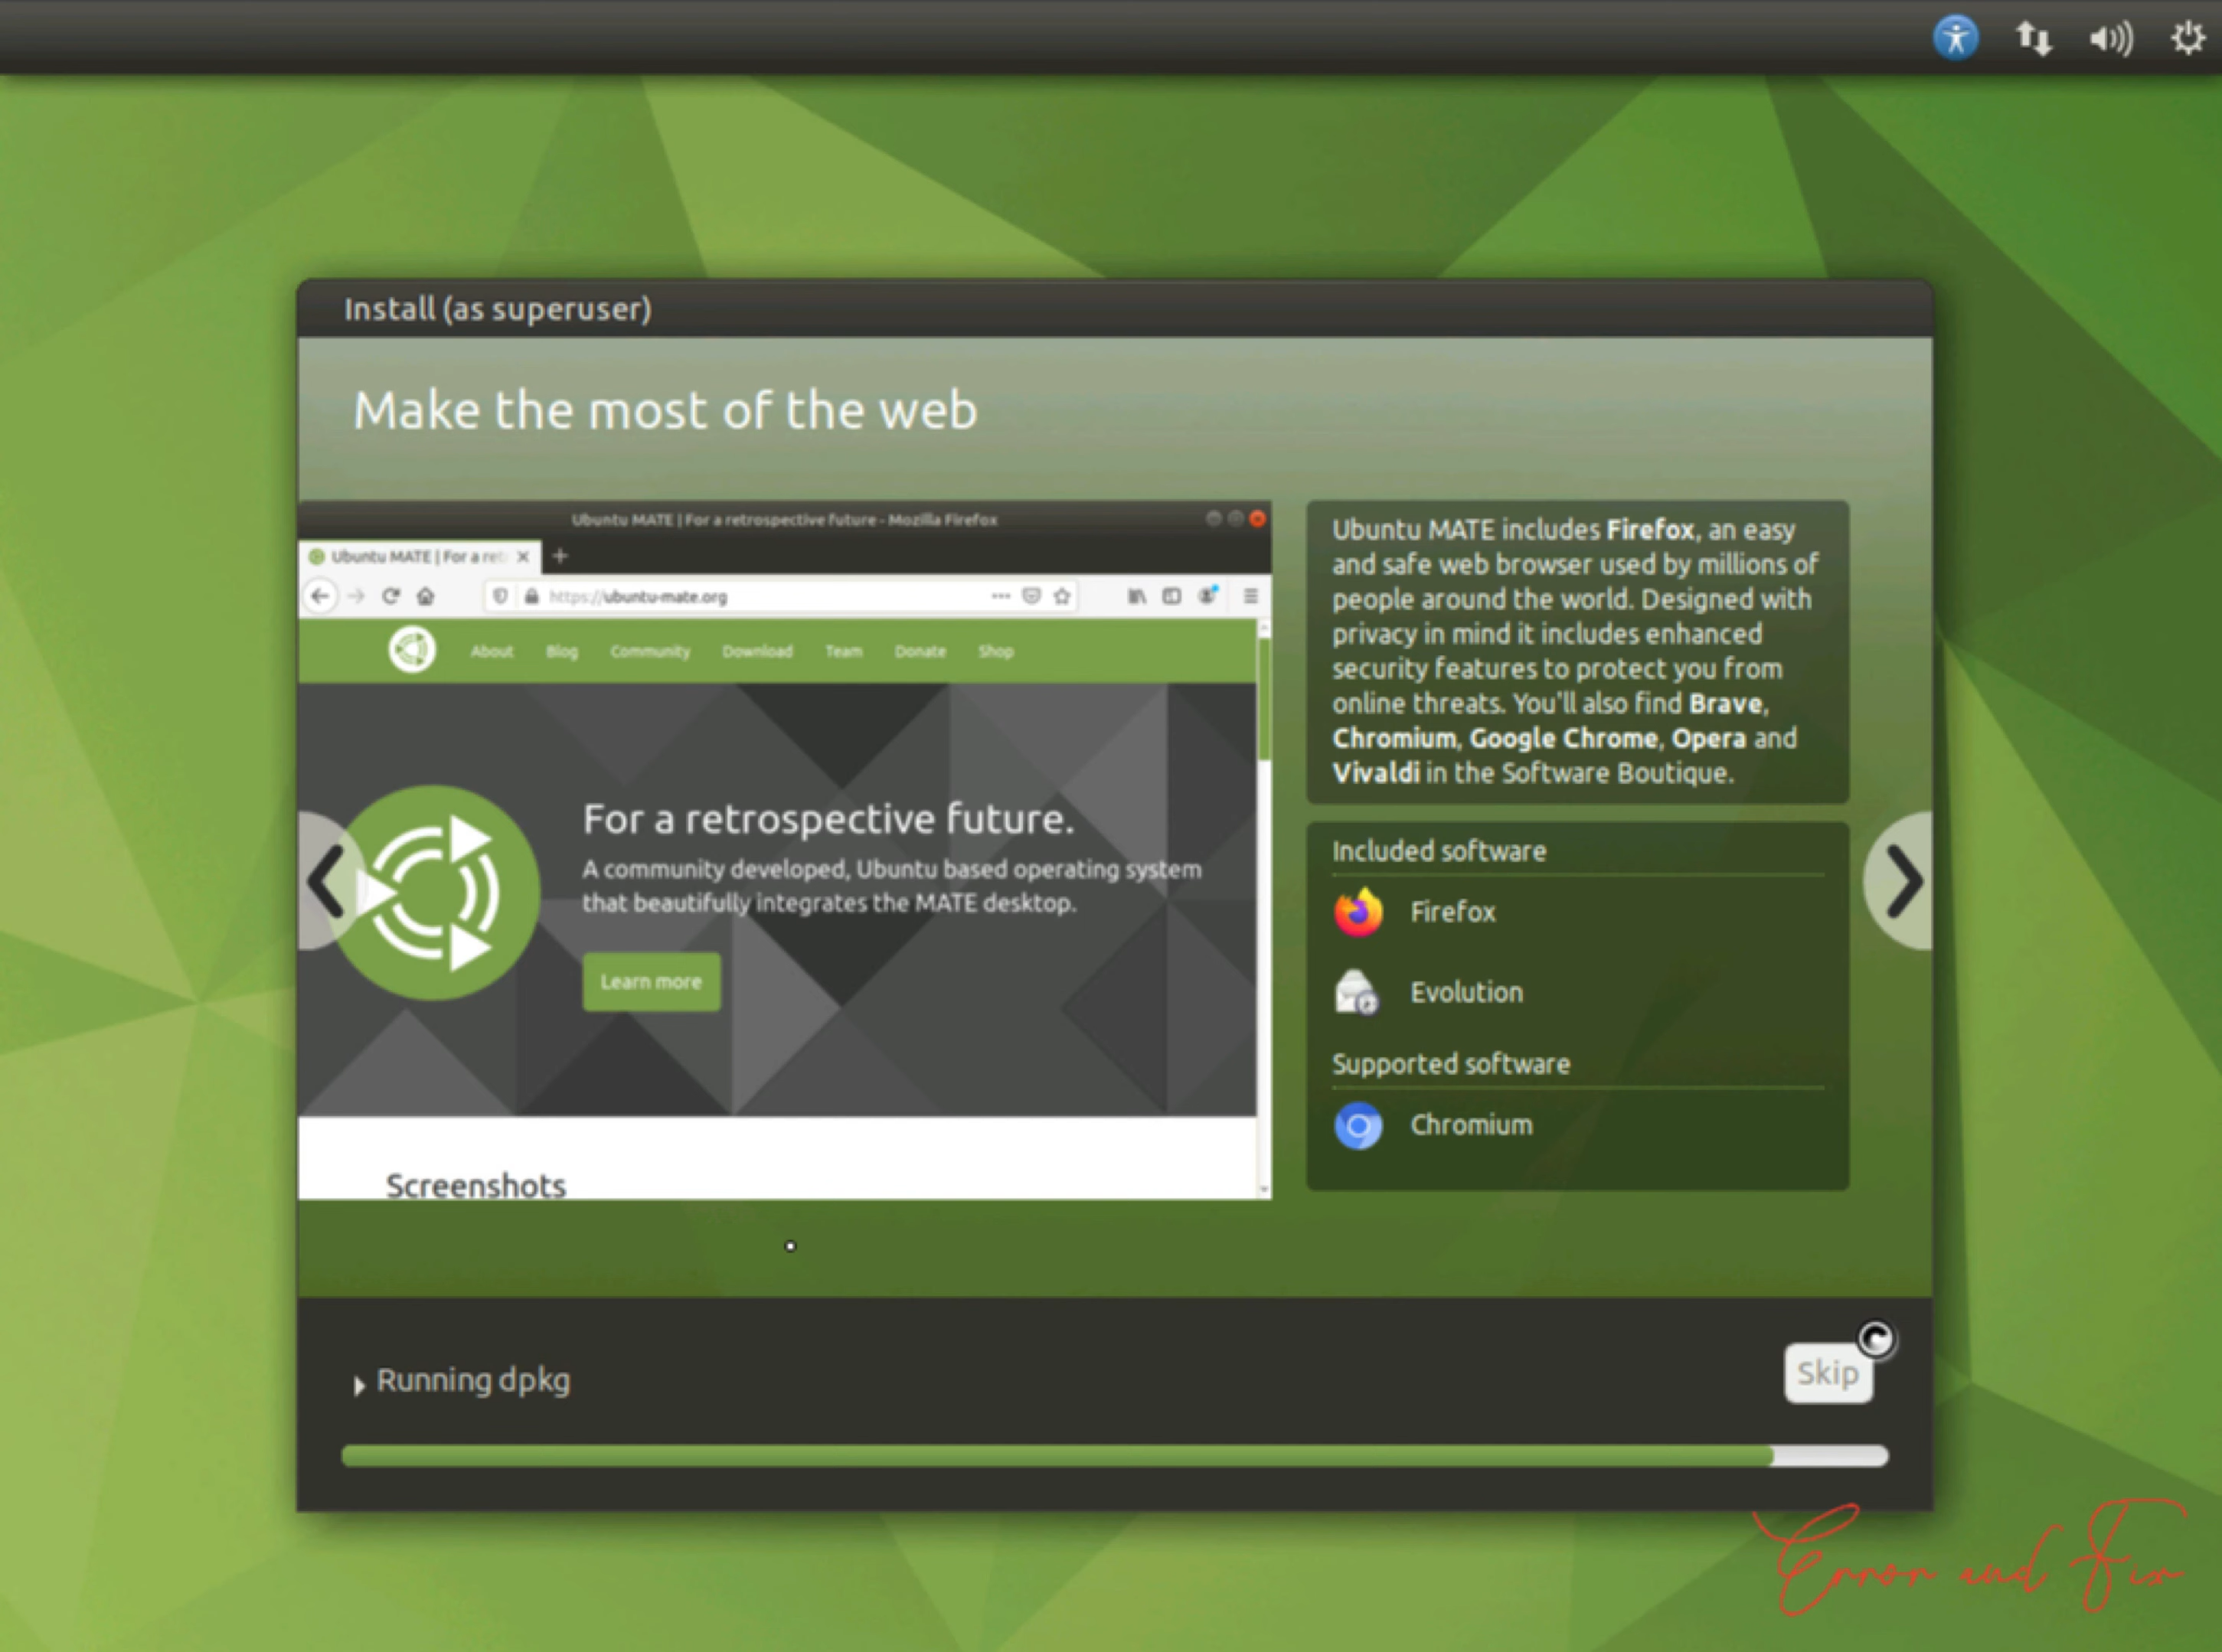 Install (as superuser)
Make the most of the web
Ubuntu MATE | For a retrospective future - Mozilla Firefox
Ubuntu MATE | For a ret
https://ubuntu-mate.org
About Blog Community Download Team Donate Shop
For a retrospective future.
A community developed, Ubuntu based operating system
that beautifully integrates the MATE desktop.
Learn more
Screenshots
Ubuntu MATE includes Firefox, an easy
and safe web browser used by millions of
people around the world. Designed with
privacy in mind it includes enhanced
security features to protect you from
online threats. You'll also find Brave,
Chromium, Google Chrome, Opera and
Vivaldi in the Software Boutique.
Included software
Firefox
Evolution
Supported software
Chromium
Running dpkg
Skip
Error and Fix